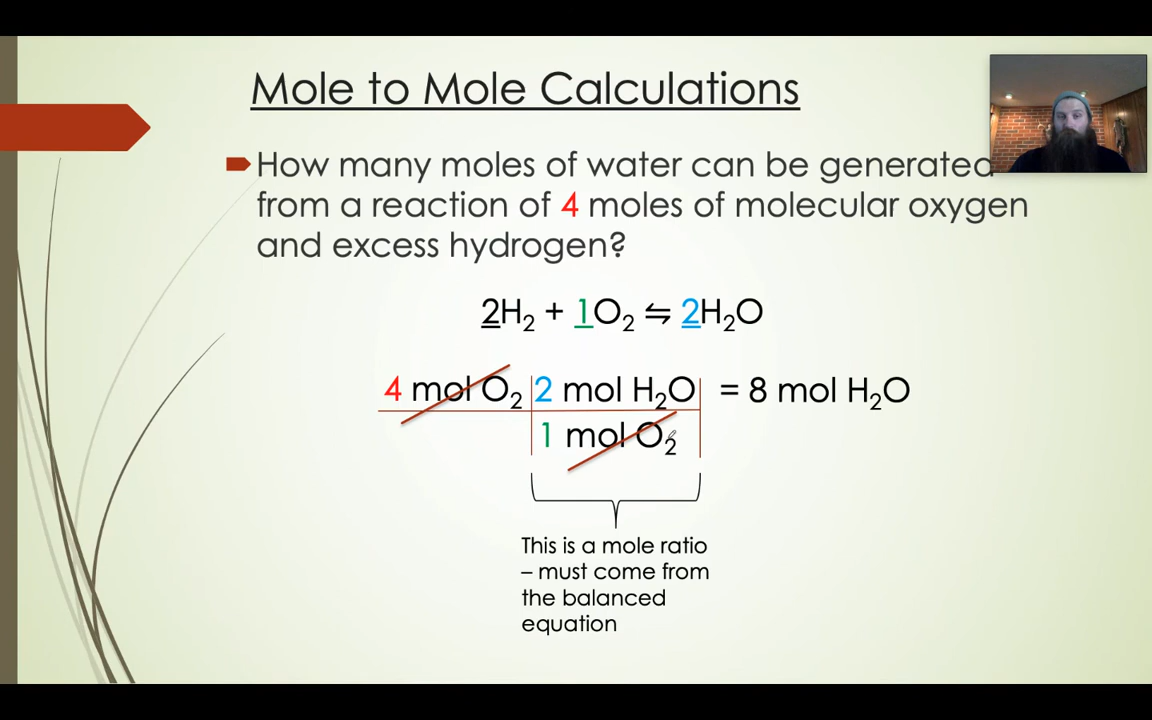 Mole to Mole Calculations
How many moles of water can be generated
from a reaction of 4 moles of molecular oxygen
and excess hydrogen?
2H₂ + 1O₂ ⇋ 2H₂O
4 mol O₂ 2 mol H₂O = 8 mol H₂O
1 mol O₂
This is a mole ratio
– must come from
the balanced
equation